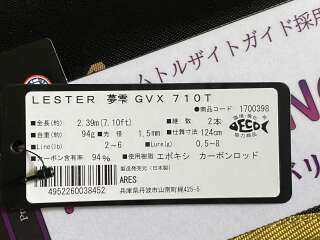 ムトルザイトガイド採用
LESTER 夢雫 GVX 710T
●商品コード 1700398
■全長(約) 2.39m(7.10ft) ■継数 2本
■自重(約) 94g ■先径 1.5mm ■仕舞寸法 124cm
■Line(lb) 2~6 ■Lure(g) 0.5~8
■カーボン含有率 94% ■使用樹脂 エポキシ カーボンロッド
製造発売元(日本製)
ARES
兵庫県丹波市山南町梶425-5
4952260038452